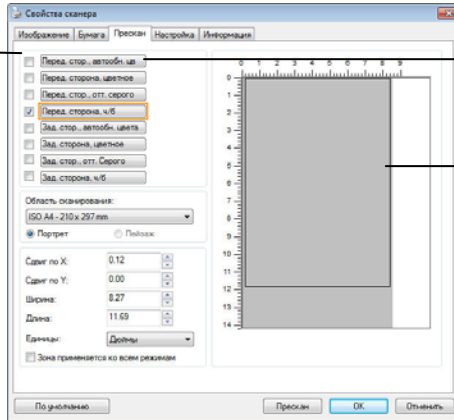 Свойства сканера
Изображение Бумага Прескан Настройка Информация
Перед. стор., автообн. цв
Перед. сторона, цветное
Перед. стор., отт. серого
Перед. сторона, ч/б
Зад. стор., автообн. цвета
Зад. сторона, цветное
Зад. стор., отт. Серого
Зад. сторона, ч/б
Область сканирования:
ISO A4 - 210 x 297 mm
Портрет Пейзаж
Сдвиг по X: 0.12
Сдвиг по Y: 0.00
Ширина: 8.27
Длина: 11.69
Единицы: Дюймы
Зона применяется ко всем режимам
0 1 2 3 4 5 6 7 8 9
0
1
2
3
4
5
6
7
8
9
10
11
12
13
14
По умолчанию Прескан OK Отменить